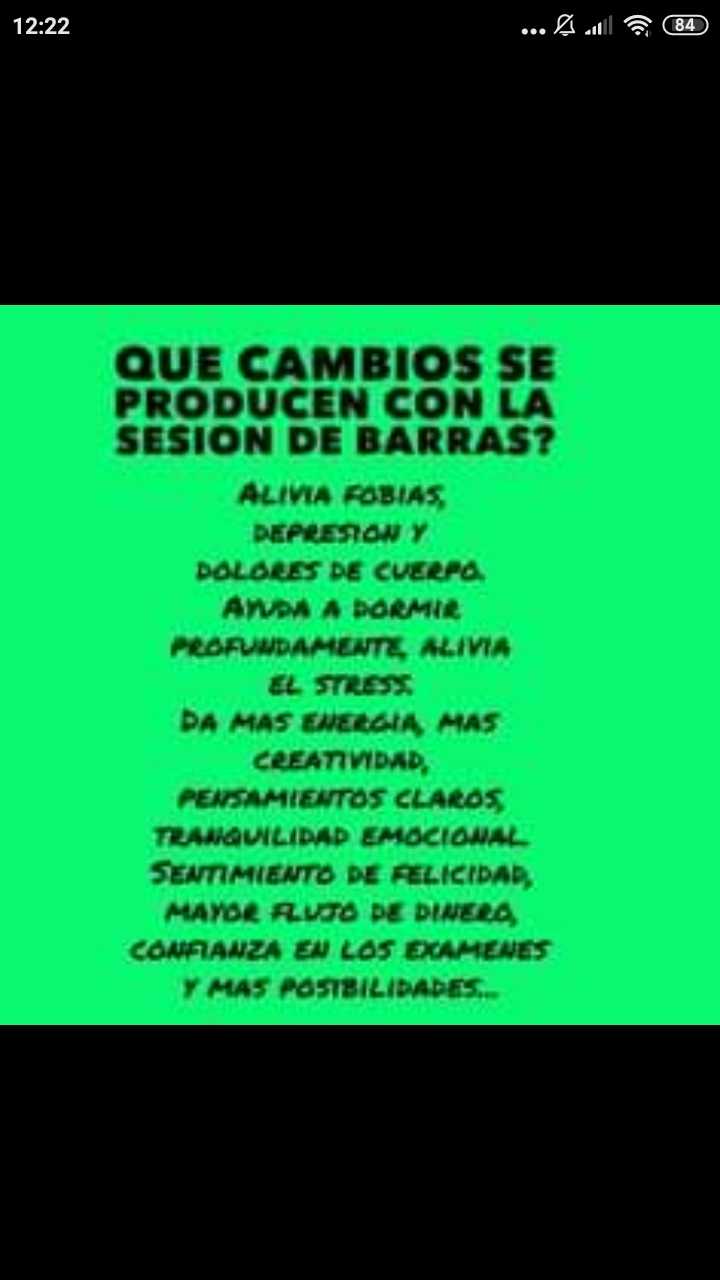 12:22
84
QUE CAMBIOS SE
PRODUCEN CON LA
SESION DE BARRAS?
ALIVIA FOBIAS,
DEPRESION Y
DOLORES DE CUERPO.
AYUDA A DORMIR
PROFUNDAMENTE, ALIVIA
EL STRESS.
DA MAS ENERGIA, MAS
CREATIVIDAD,
PENSAMIENTOS CLAROS,
TRANQUILIDAD EMOCIONAL.
SENTIMIENTO DE FELICIDAD,
MAYOR FLUJO DE DINERO,
CONFIANZA EN LOS EXAMENES
Y MAS POSIBILIDADES...